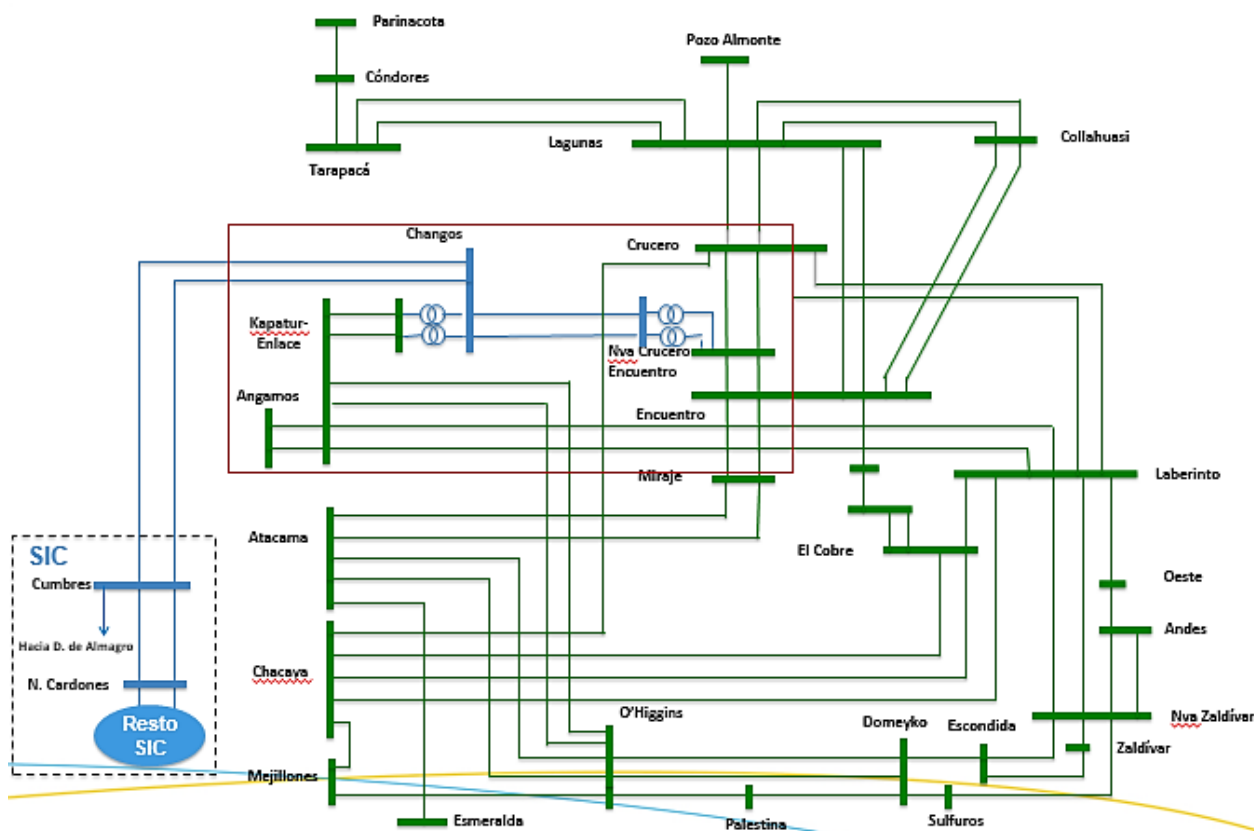 Parinacota
Pozo Almonte
Cóndores
Lagunas
Collahuasi
Tarapacá
Changos
Crucero
Kapatur-
Enlace
Nva Crucero
Encuentro
Angamos
Encuentro
Miraje
Laberinto
Atacama
El Cobre
SIC
Cumbres
Oeste
Hacia D. de Almagro
Andes
Chacaya
N. Cardones
O'Higgins
Resto
SIC
Domeyko
Escondida
Nva Zaldívar
Zaldívar
Mejillones
Esmeralda
Palestina
Sulfuros